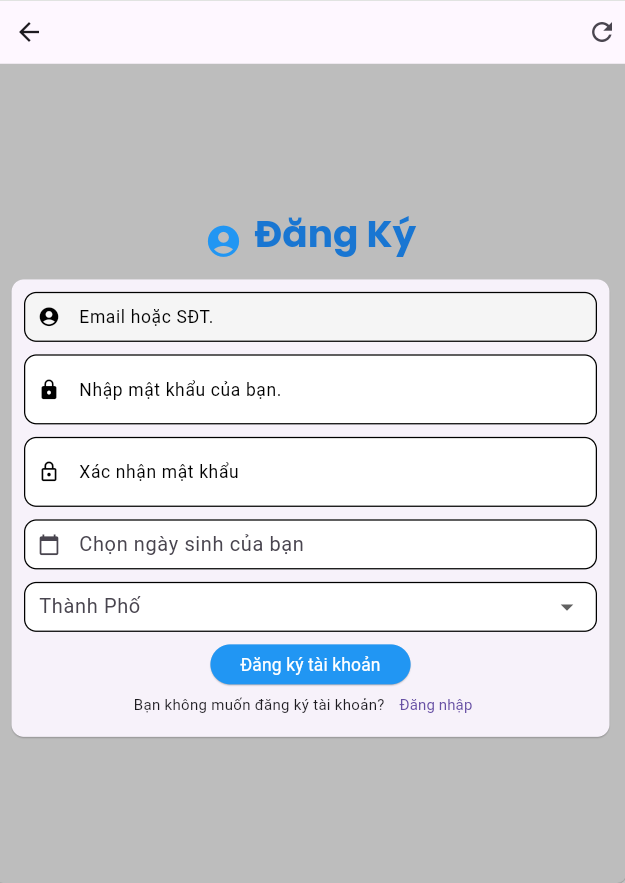 Đăng Ký
Email hoặc SĐT.
Nhập mật khẩu của bạn.
Xác nhận mật khẩu
Chọn ngày sinh của bạn
Thành Phố
Đăng ký tài khoản
Bạn không muốn đăng ký tài khoản? Đăng nhập